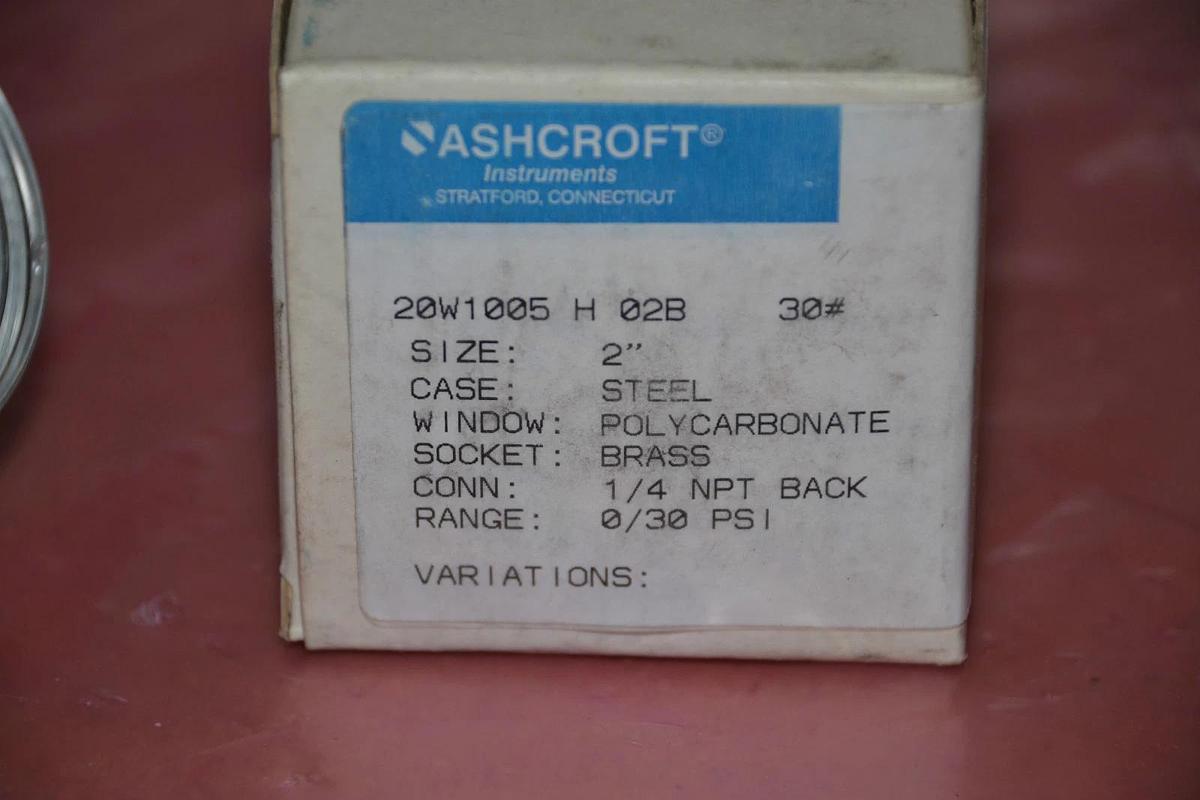 ASHCROFT®
Instruments
STRATFORD, CONNECTICUT
20W1005 H 02B 30#
SIZE: 2"
CASE: STEEL
WINDOW: POLYCARBONATE
SOCKET: BRASS
CONN: 1/4 NPT BACK
RANGE: 0/30 PSI
VARIATIONS: